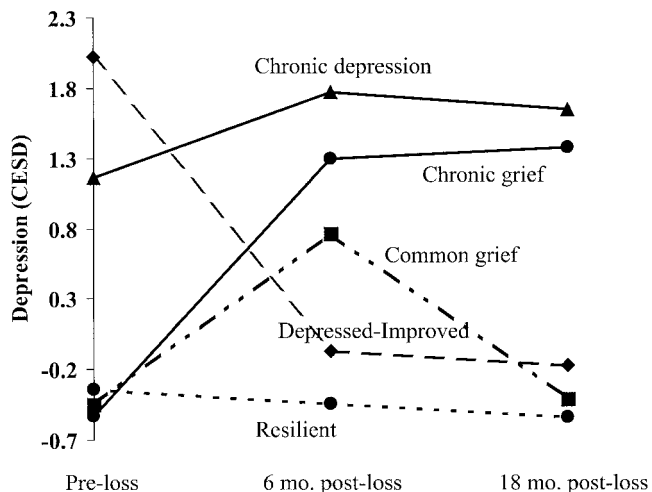 2.3
Chronic depression
1.8
1.3
Chronic grief
0.8
Common grief
Depression (CESD)
0.3
Depressed-Improved
-0.2
Resilient
-0.7
Pre-loss 6 mo. post-loss 18 mo. post-loss